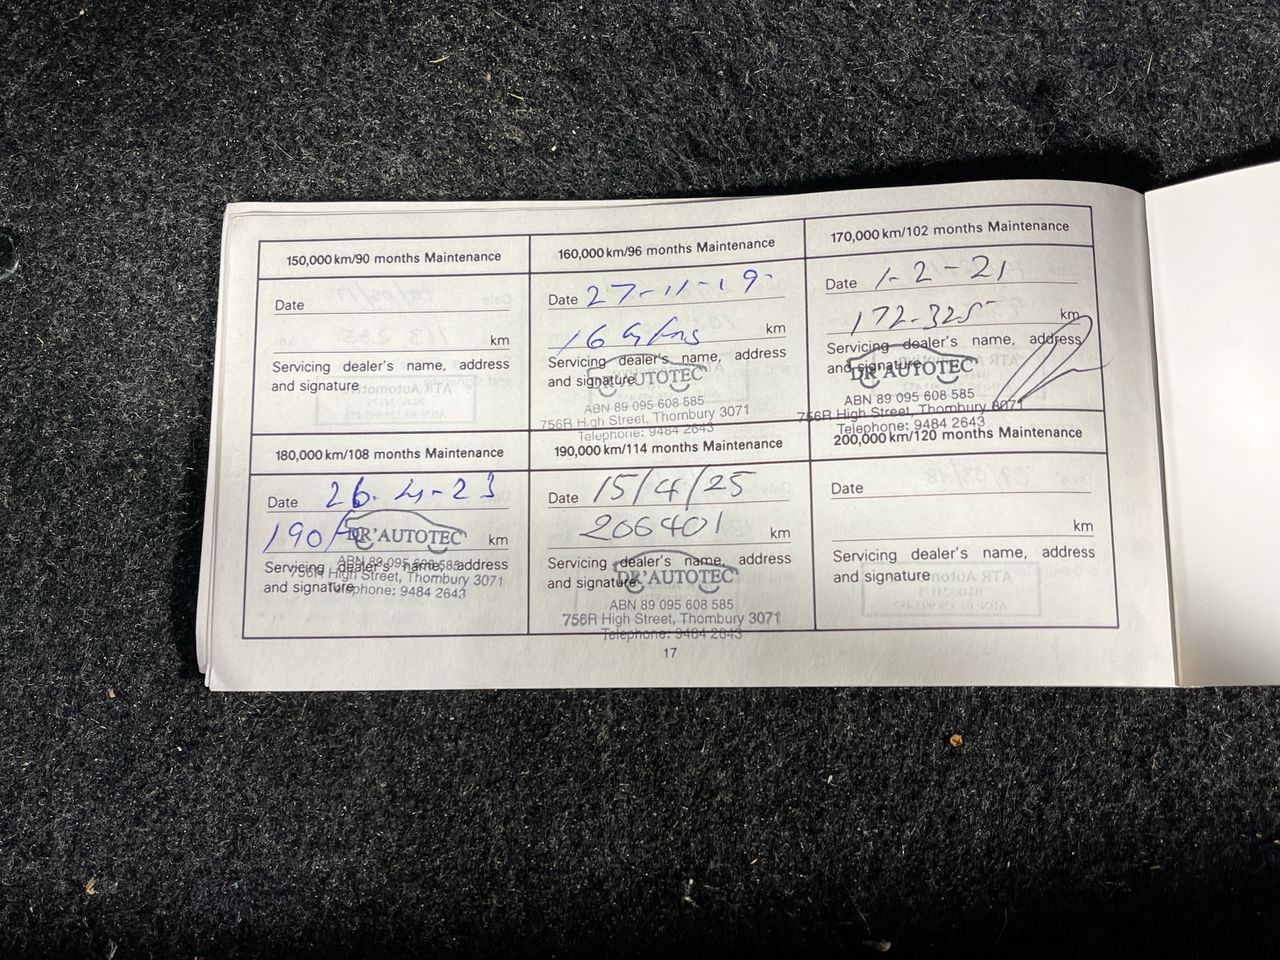 150,000 km/90 months Maintenance
Date
km
Servicing dealer's name, address
and signature
160,000 km/96 months Maintenance
Date 27-11-19
km
Servicing dealer's name, address
and signature
DR'AUTOTEC
ABN 89 095 608 585
756R High Street, Thornbury 3071
Telephone: 9484 2643
170,000 km/102 months Maintenance
Date 1-2-21
172-325 km
Servicing dealer's name, address
and signature
DR'AUTOTEC
ABN 89 095 608 585
756R High Street, Thornbury 3071
Telephone: 9484 2643
180,000 km/108 months Maintenance
Date 26-4-23
190 km
Servicing dealer's name, address
and signature
DR'AUTOTEC
ABN 89 095 608 585
756R High Street, Thornbury 3071
Telephone: 9484 2643
190,000 km/114 months Maintenance
Date 15/4/25
206401 km
Servicing dealer's name, address
and signature
DR'AUTOTEC
ABN 89 095 608 585
756R High Street, Thornbury 3071
Telephone: 9484 2643
200,000 km/120 months Maintenance
Date
km
Servicing dealer's name, address
and signature
17